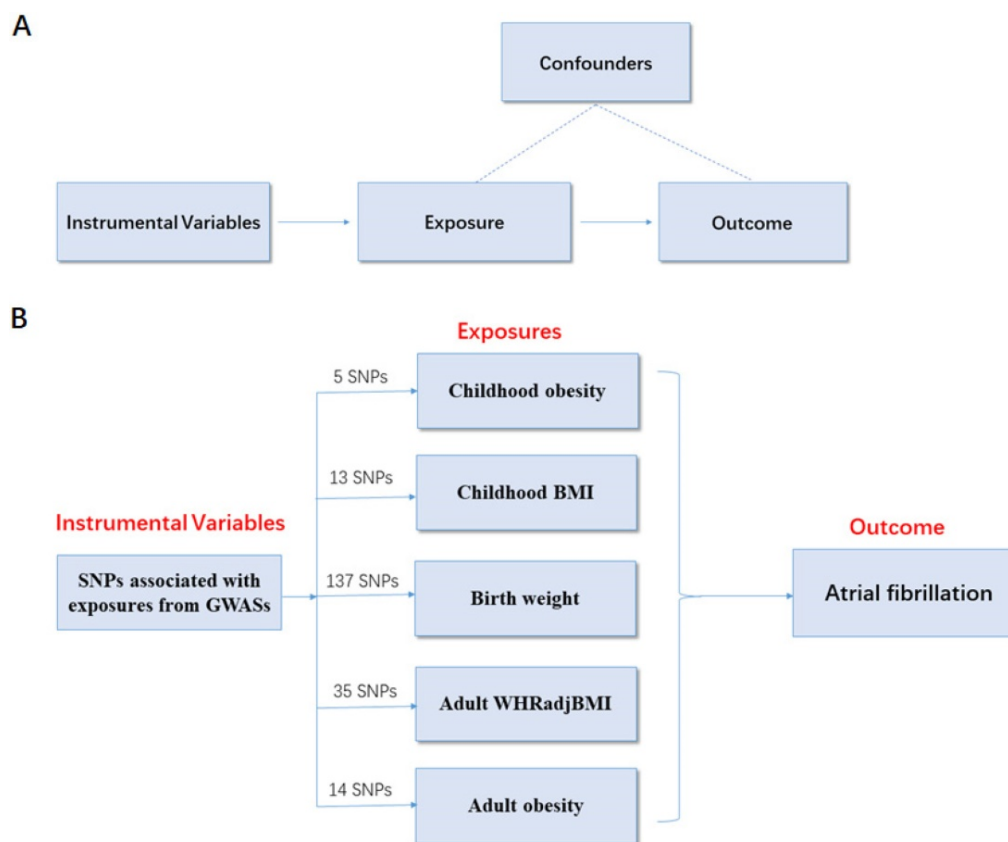 A
Confounders
Instrumental Variables
Exposure
Outcome
B
Exposures
5 SNPs
Childhood obesity
13 SNPs
Childhood BMI
Instrumental Variables
Outcome
SNPs associated with
exposures from GWASs
137 SNPs
Birth weight
Atrial fibrillation
35 SNPs
Adult WHRadjBMI
14 SNPs
Adult obesity